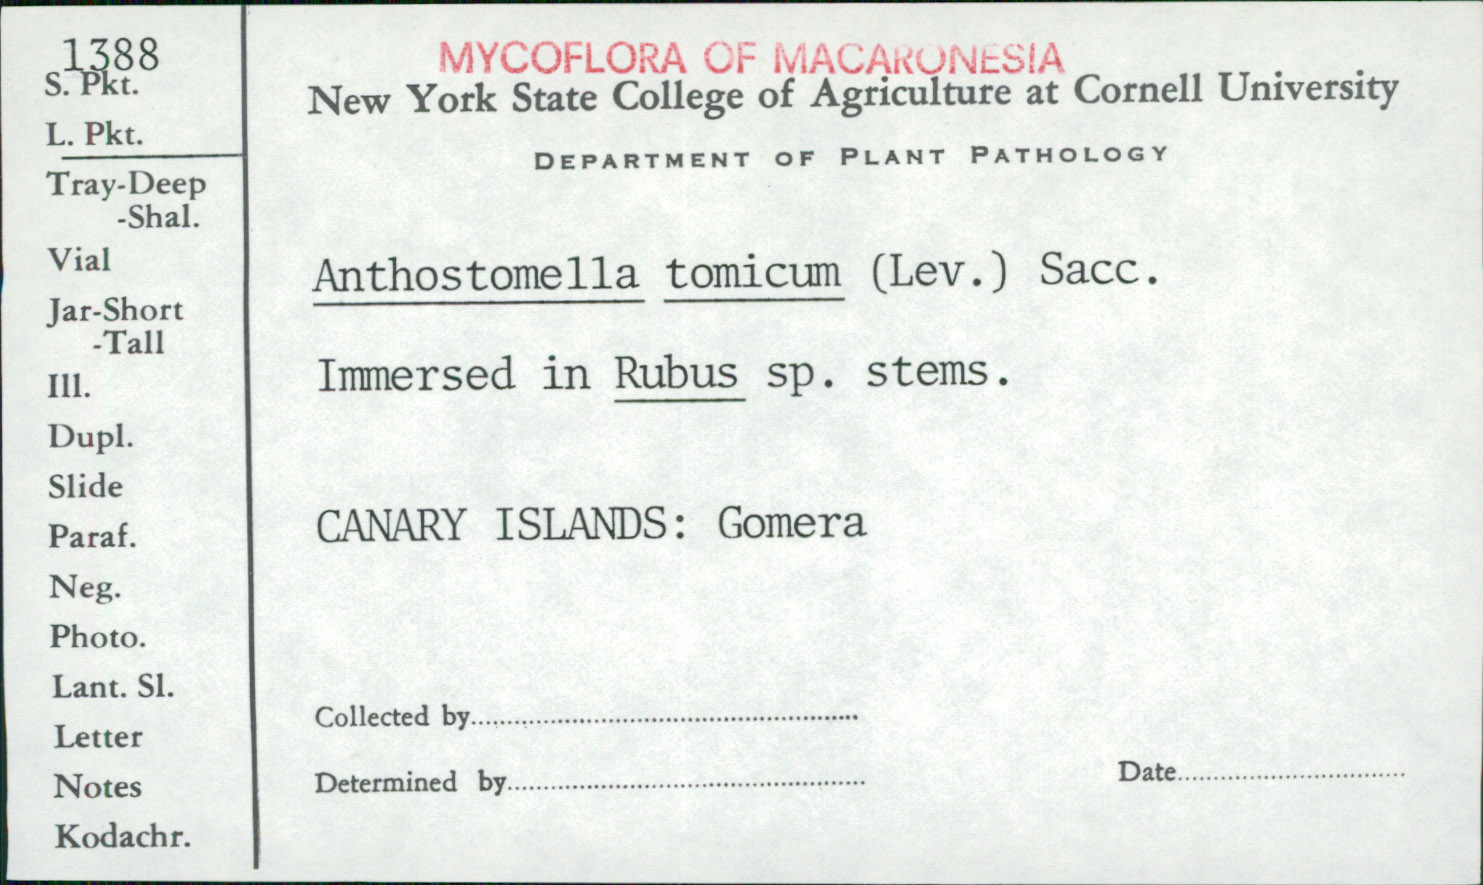 1388
S. Pkt.
L. Pkt.
Tray-Deep
-Shal.
Vial
Jar-Short
-Tall
Ill.
Dupl.
Slide
Paraf.
Neg.
Photo.
Lant. Sl.
Letter
Notes
Kodachr.
MYCOFLORA OF MACARONESIA
New York State College of Agriculture at Cornell University
DEPARTMENT OF PLANT PATHOLOGY
Anthostomella tomicum (Lev.) Sacc.
Immersed in Rubus sp. stems.
CANARY ISLANDS: Gomera
Collected by
Determined by
Date